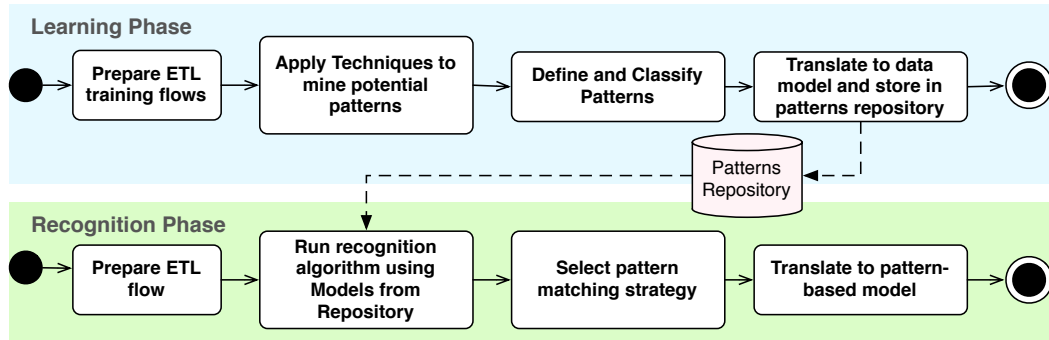 Learning Phase
Prepare ETL
training flows
Apply Techniques to
mine potential
patterns
Define and Classify
Patterns
Translate to data
model and store in
patterns repository
Patterns
Repository
Recognition Phase
Prepare ETL
flow
Run recognition
algorithm using
Models from
Repository
Select pattern
matching strategy
Translate to pattern-
based model